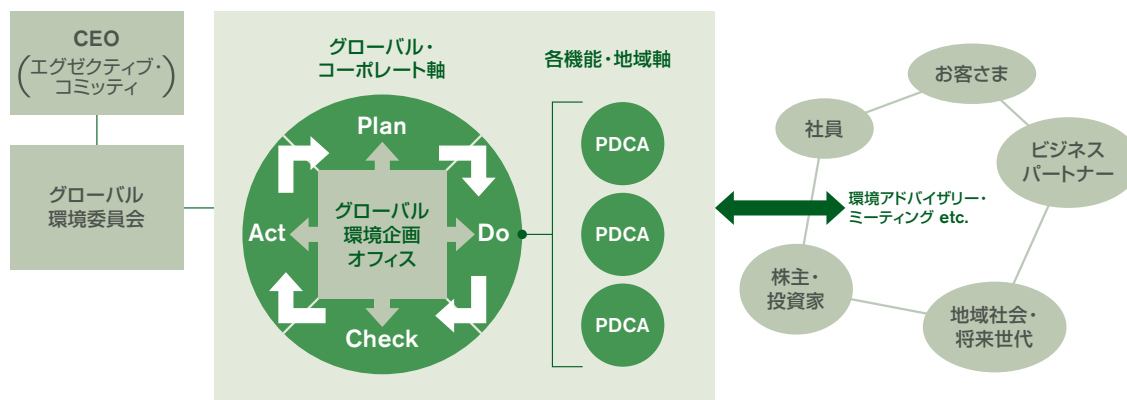 CEO
(エグゼクティブ・
コミッティ)
グローバル
環境委員会
グローバル・
コーポレート軸
Plan
Do
Check
Act
グローバル
環境企画
オフィス
各機能・地域軸
PDCA
PDCA
PDCA
環境アドバイザリー・
ミーティング etc.
お客さま
社員
ビジネス
パートナー
株主・
投資家
地域社会・
将来世代